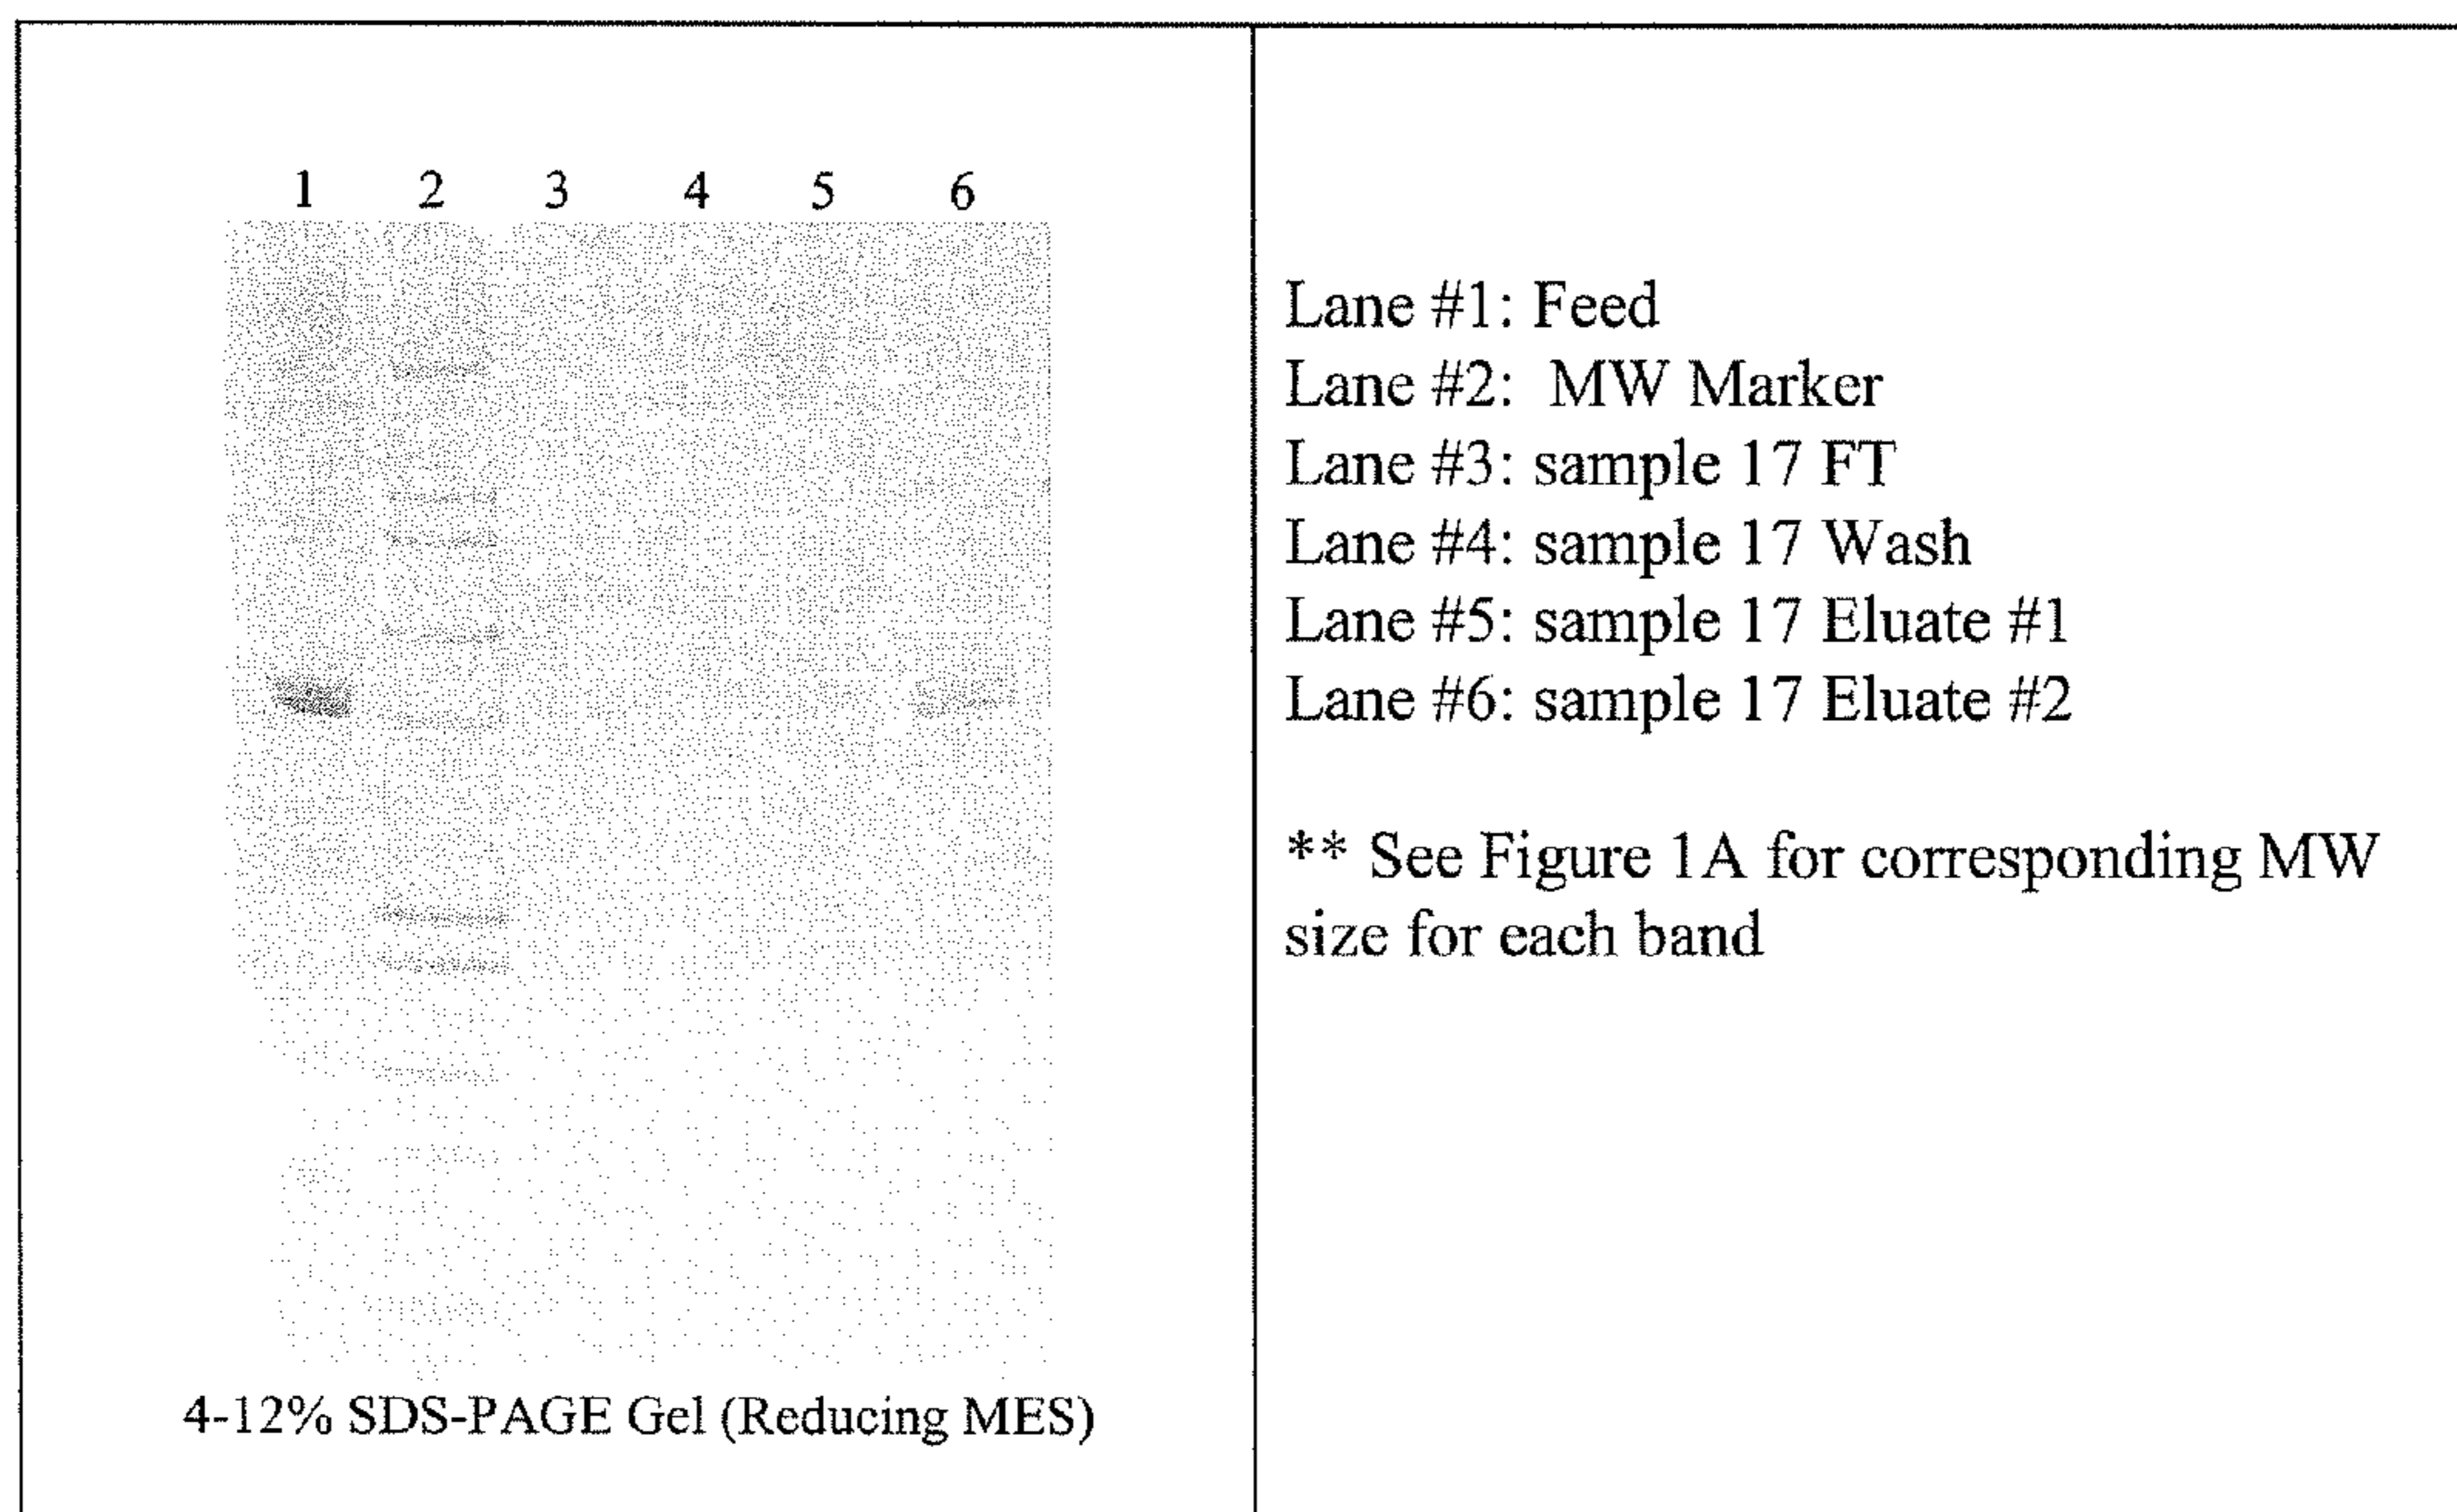 1 2 3 4 5 6
4-12% SDS-PAGE Gel (Reducing MES)
Lane #1: Feed
Lane #2: MW Marker
Lane #3: sample 17 FT
Lane #4: sample 17 Wash
Lane #5: sample 17 Eluate #1
Lane #6: sample 17 Eluate #2
** See Figure 1A for corresponding MW
size for each band